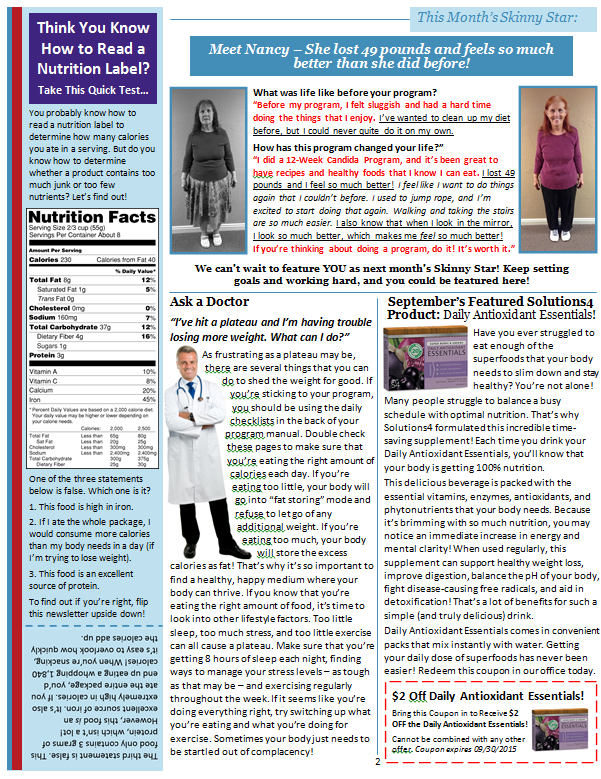 Think You Know
How to Read a
Nutrition Label?
Take This Quick Test...
You probably know how to
read a nutrition label to
determine how many calories
you ate in a serving. But do you
know how to determine
whether a product contains too
much junk or too few
nutrients? Let's find out!
Nutrition Facts
Serving Size 2/3 cup (55g)
Servings Per Container About 8
Amount Per Serving
Calories 230 Calories from Fat 40
% Daily Value*
Total Fat 8g 12%
Saturated Fat 1g 5%
Trans Fat 0g
Cholesterol 0mg 0%
Sodium 160mg 7%
Total Carbohydrate 37g 12%
Dietary Fiber 4g 16%
Sugars 1g
Protein 3g
Vitamin A 10%
Vitamin C 8%
Calcium 20%
Iron 45%
* Percent Daily Values are based on a 2,000 calorie diet.
Your daily value may be higher or lower depending on
your calorie needs.
Calories: 2,000 2,500
Total Fat Less than 65g 80g
Sat Fat Less than 20g 25g
Cholesterol Less than 300mg 300mg
Sodium Less than 2,400mg 2,400mg
Total Carbohydrate 300g 375g
Dietary Fiber 25g 30g
One of the three statements
below is false. Which one is it?
1. This food is high in iron.
2. If I ate the whole package, I
would consume more calories
than my body needs in a day (if
I'm trying to lose weight).
3. This food is an excellent
source of protein.
To find out if you're right, flip
this newsletter upside down!
The third statement is false. This
food only contains 3 grams of
protein, which isn't a lot!
However, this food is an
excellent source of iron. It's also
extremely high in calories. If you
ate the entire package, you'd
end up eating a whopping 1,840
calories! When you're snacking,
it's easy to overlook how quickly
the calories add up.
This Month's Skinny Star:
Meet Nancy – She lost 49 pounds and feels so much
better than she did before!
What was life like before your program?
"Before my program, I felt sluggish and had a hard time
doing the things that I enjoy. I've wanted to clean up my diet
before, but I could never quite do it on my own.
How has this program changed your life?"
"I did a 12-Week Candida Program, and it's been great to
have recipes and healthy foods that I know I can eat. I lost 49
pounds and I feel so much better! I feel like I want to do things
again that I couldn't before. I used to jump rope, and I'm
excited to start doing that again. Walking and taking the stairs
are so much easier. I also know that when I look in the mirror,
I look so much better, which makes me feel so much better!
If you're thinking about doing a program, do it! It's worth it."
We can't wait to feature YOU as next month's Skinny Star! Keep setting
goals and working hard, and you could be featured here!
Ask a Doctor
"I've hit a plateau and I'm having trouble
losing more weight. What can I do?"
As frustrating as a plateau may be,
there are several things that you can
do to shed the weight for good. If
you're sticking to your program,
you should be using the daily
checklists in the back of your
program manual. Double check
these pages to make sure that
you're eating the right amount of
calories each day. If you're
eating too little, your body will
go into "fat storing" mode and
refuse to let go of any
additional weight. If you're
eating too much, your body
will store the excess
calories as fat! That's why it's so important to
find a healthy, happy medium where your
body can thrive. If you know that you're
eating the right amount of food, it's time to
look into other lifestyle factors. Too little
sleep, too much stress, and too little exercise
can all cause a plateau. Make sure that you're
getting 8 hours of sleep each night, finding
ways to manage your stress levels – as tough
as that may be – and exercising regularly
throughout the week. If it seems like you're
doing everything right, try switching up what
you're eating and what you're doing for
exercise. Sometimes your body just needs to
be startled out of complacency!
September's Featured Solutions4
Product: Daily Antioxidant Essentials!
DAILY ANTIOXIDANT
ESSENTIALS
Have you ever struggled to
eat enough of the
superfoods that your body
needs to slim down and stay
healthy? You're not alone!
Many people struggle to balance a busy
schedule with optimal nutrition. That's why
Solutions4 formulated this incredible time-
saving supplement! Each time you drink your
Daily Antioxidant Essentials, you'll know that
your body is getting 100% nutrition.
This delicious beverage is packed with the
essential vitamins, enzymes, antioxidants, and
phytonutrients that your body needs. Because
it's brimming with so much nutrition, you may
notice an immediate increase in energy and
mental clarity! When used regularly, this
supplement can support healthy weight loss,
improve digestion, balance the pH of your body,
fight disease-causing free radicals, and aid in
detoxification! That's a lot of benefits for such a
simple (and truly delicious) drink.
Daily Antioxidant Essentials comes in convenient
packs that mix instantly with water. Getting
your daily dose of superfoods has never been
easier! Redeem this coupon in our office today.
$2 Off Daily Antioxidant Essentials!
Bring this Coupon in to Receive $2
OFF the Daily Antioxidant Essentials!
Cannot be combined with any other
offer. Coupon expires 09/30/2015
2